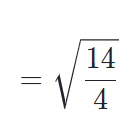 = √(14/4)